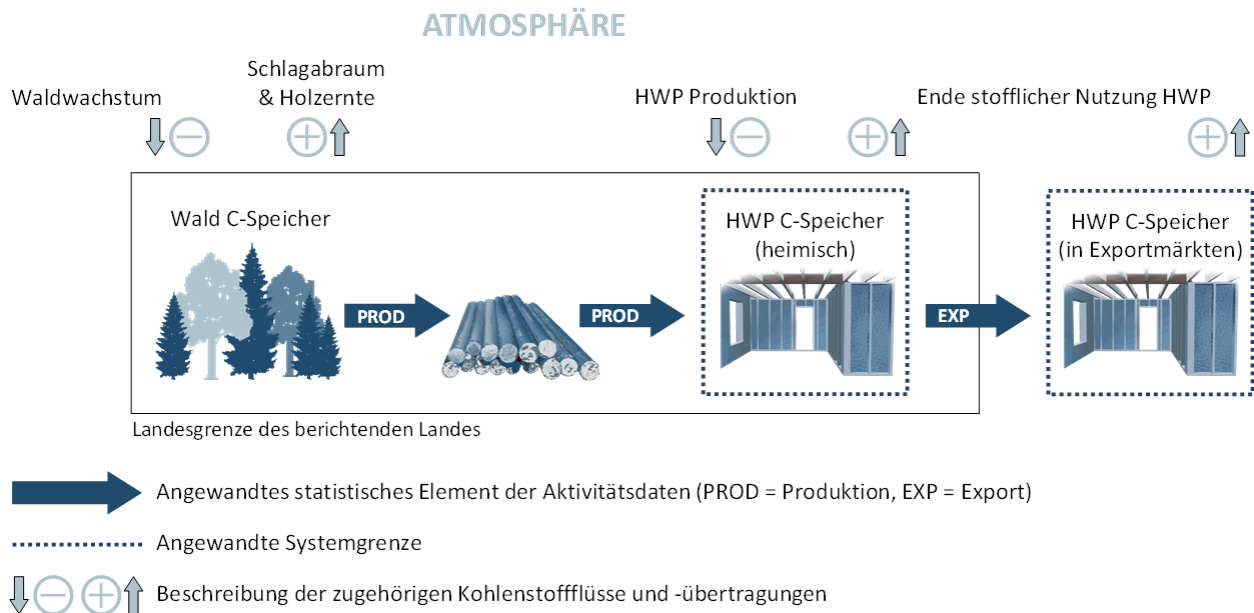 ATMOSPHÄRE
Schlagabraum
& Holzernte
Waldwachstum
HWP Produktion
Ende stofflicher Nutzung HWP
Wald C-Speicher
HWP C-Speicher
(heimisch)
HWP C-Speicher
(in Exportmärkten)
PROD
PROD
EXP
Landesgrenze des berichtenden Landes
Angewandtes statistisches Element der Aktivitätsdaten (PROD = Produktion, EXP = Export)
Angewandte Systemgrenze
Beschreibung der zugehörigen Kohlenstoffflüsse und -übertragungen